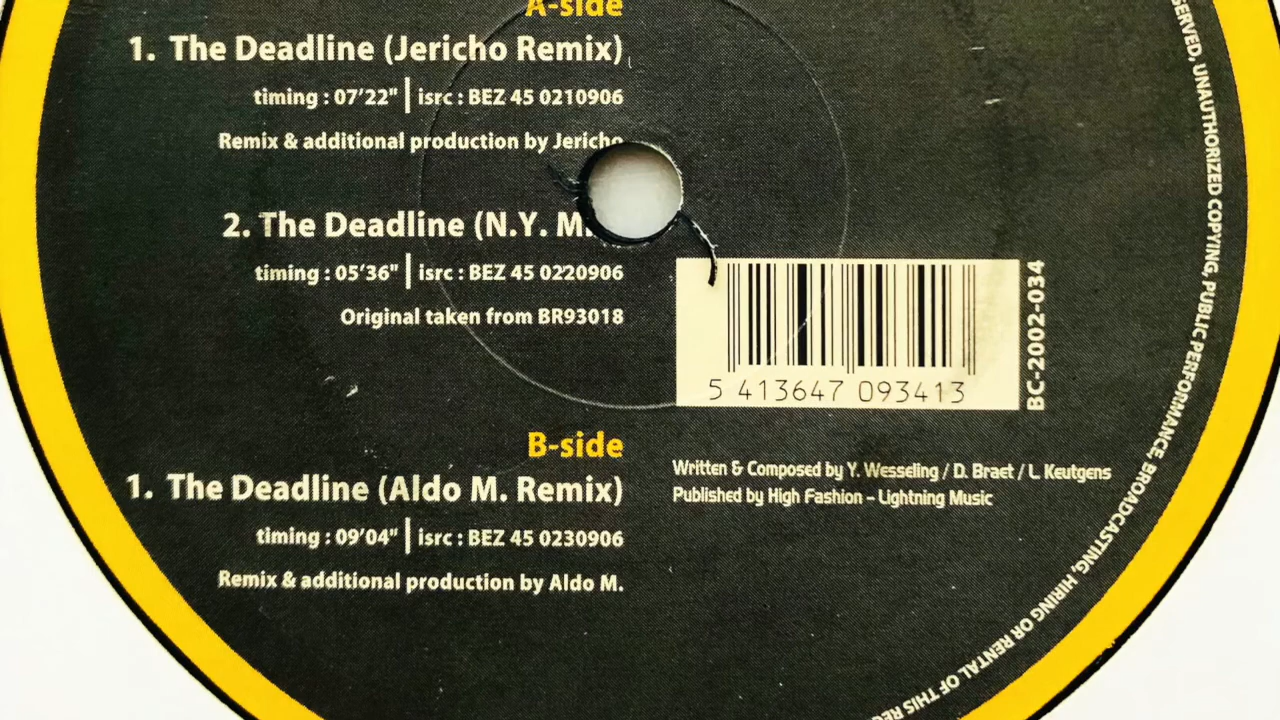 A-side
1. The Deadline (Jericho Remix)
timing : 07'22" | isrc : BEZ 45 0210906
Remix & additional production by Jericho
2. The Deadline (N.Y. M.
timing : 05'36" | isrc : BEZ 45 0220906
Original taken from BR93018
5 413647 093413
BC-2002-034
B-side
1. The Deadline (Aldo M. Remix)
timing : 09'04" | isrc : BEZ 45 0230906
Remix & additional production by Aldo M.
Written & Composed by Y. Wesseling / D. Braet / L. Keutgens
Published by High Fashion - Lightning Music
SERVED, UNAUTHORIZED COPYING, PUBLIC PERFORMANCE, BROADCASTING, HIRING OR RENTAL OF THIS REC